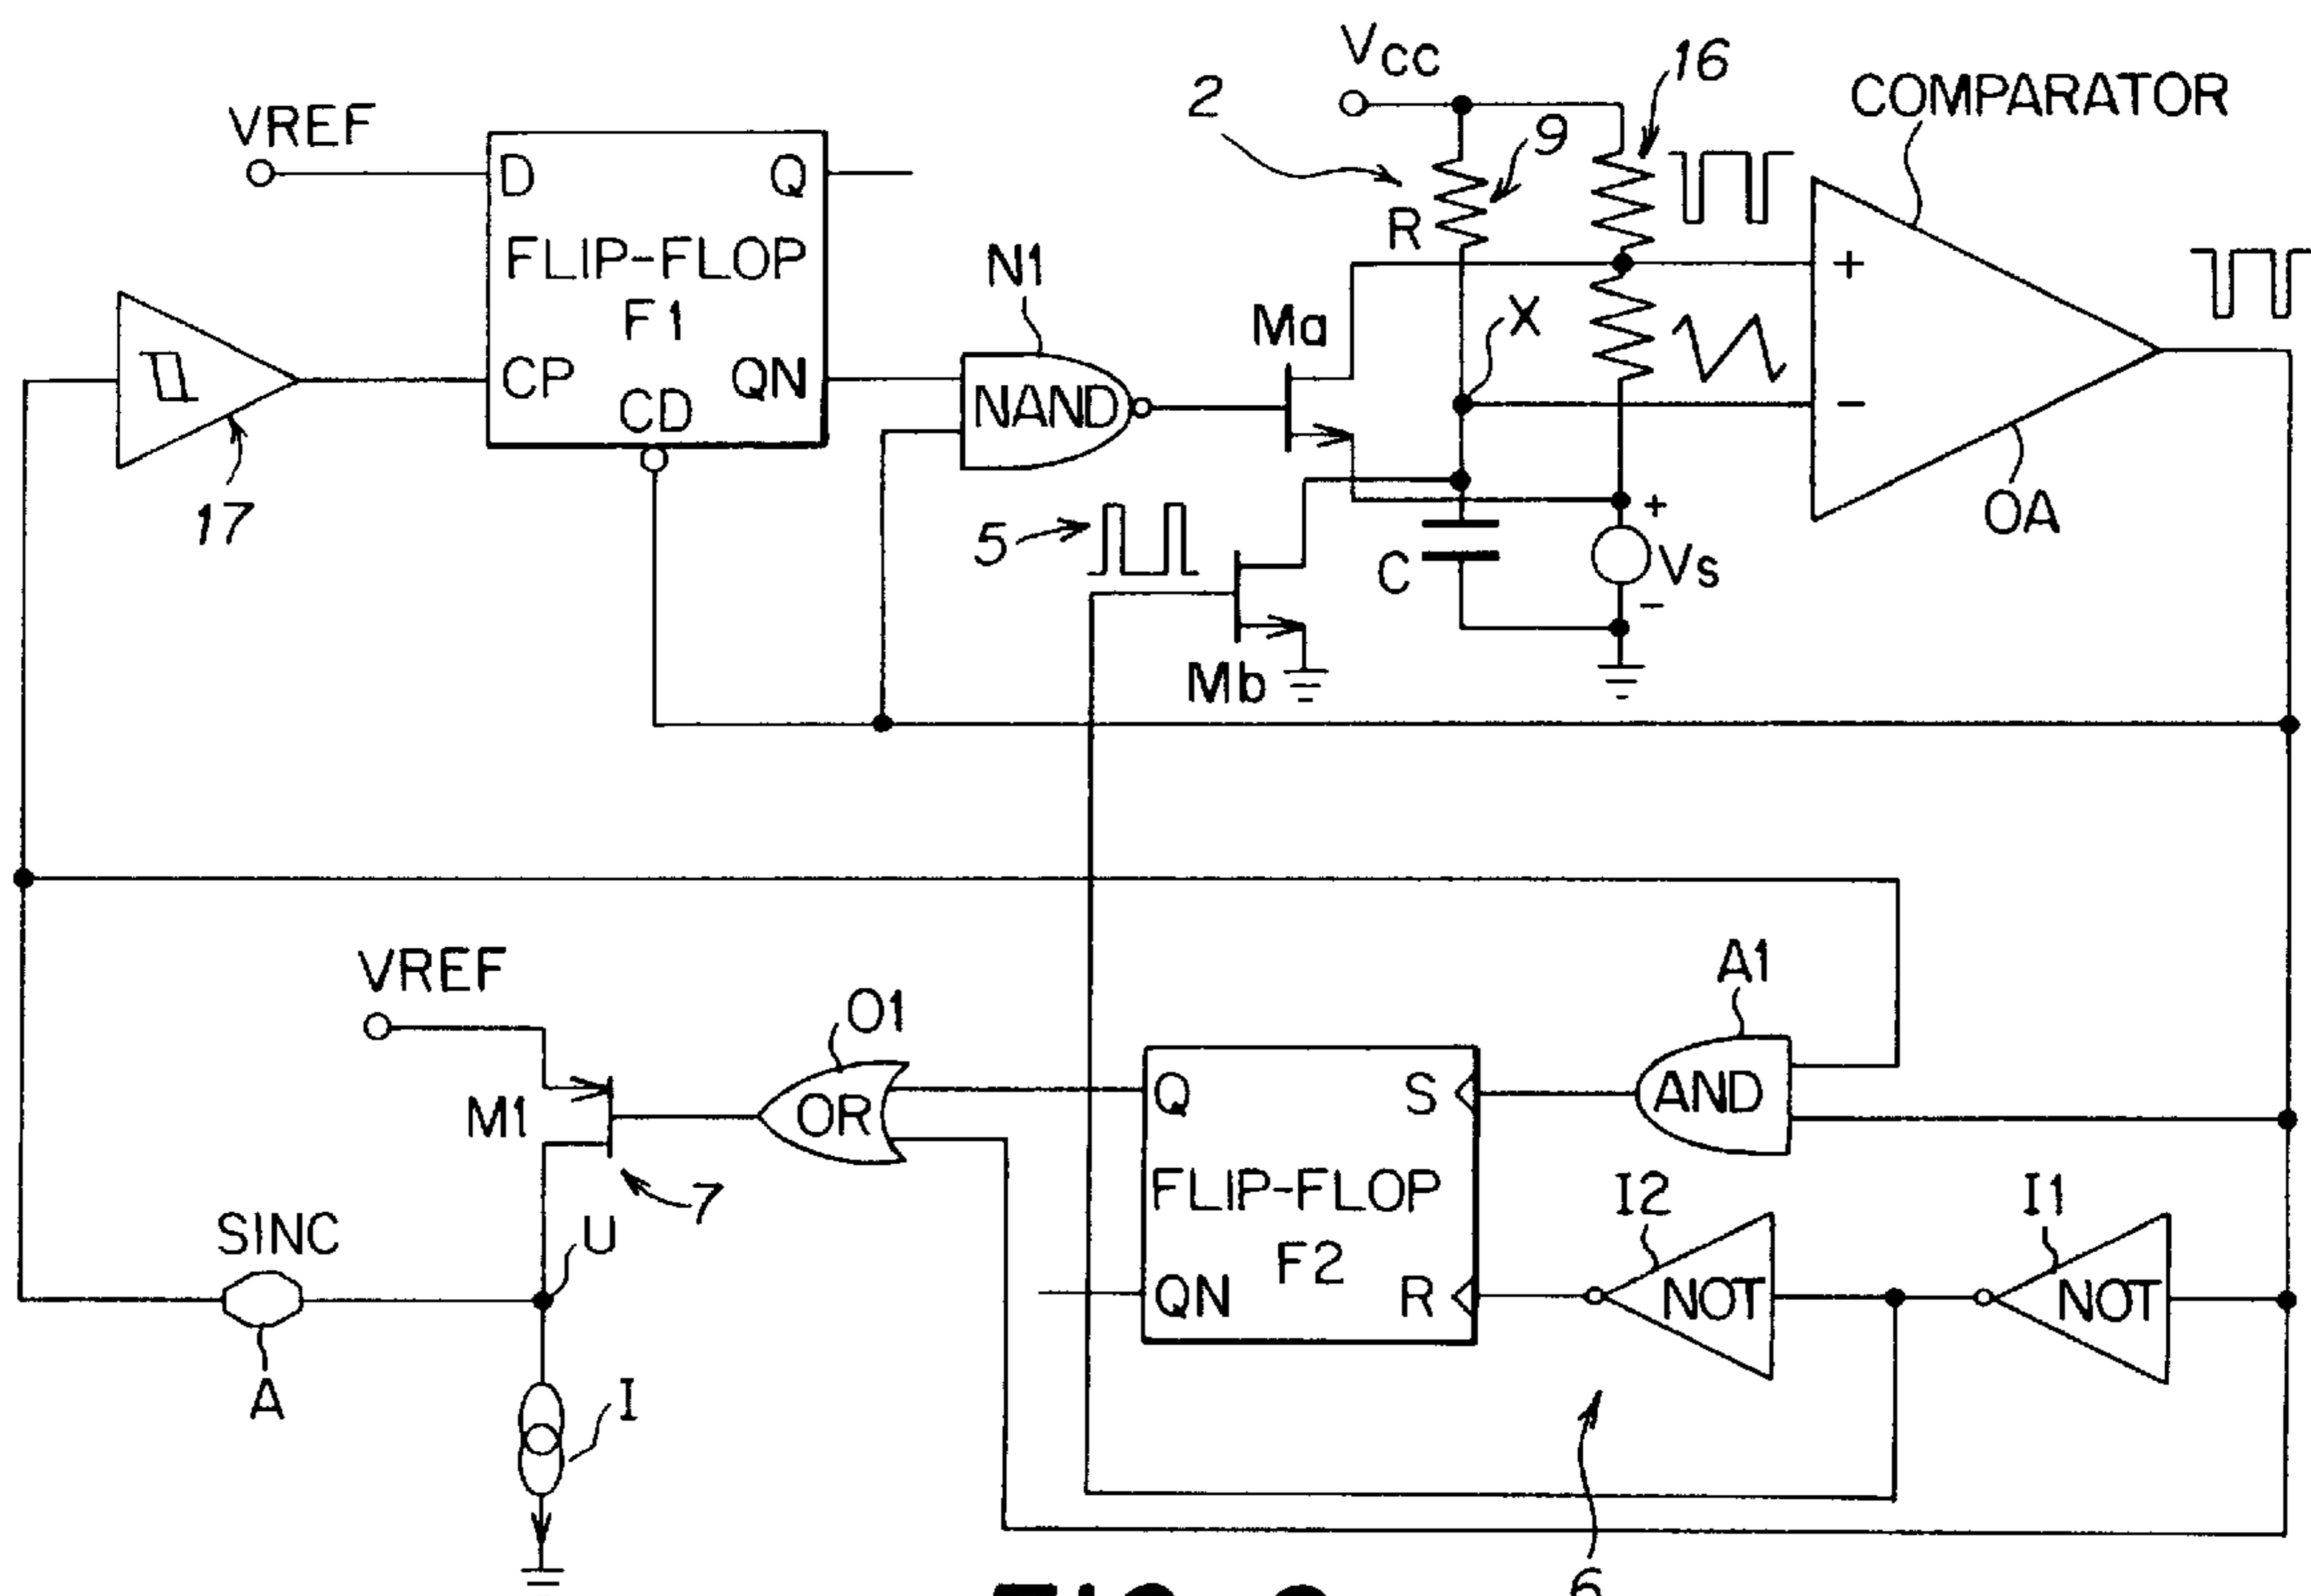 Vcc
16
COMPARATOR
2
9
VREF
D
Q
R
FLIP-FLOP
N1
+
F1
Ma
X
CP
QN
NAND
CD
−
17
5
+
OA
C
Vs
−
Mb
A1
VREF
O1
Q
S
AND
M1
OR
FLIP-FLOP
I2
I1
7
SINC
U
F2
QN
R
NOT
NOT
A
I
6